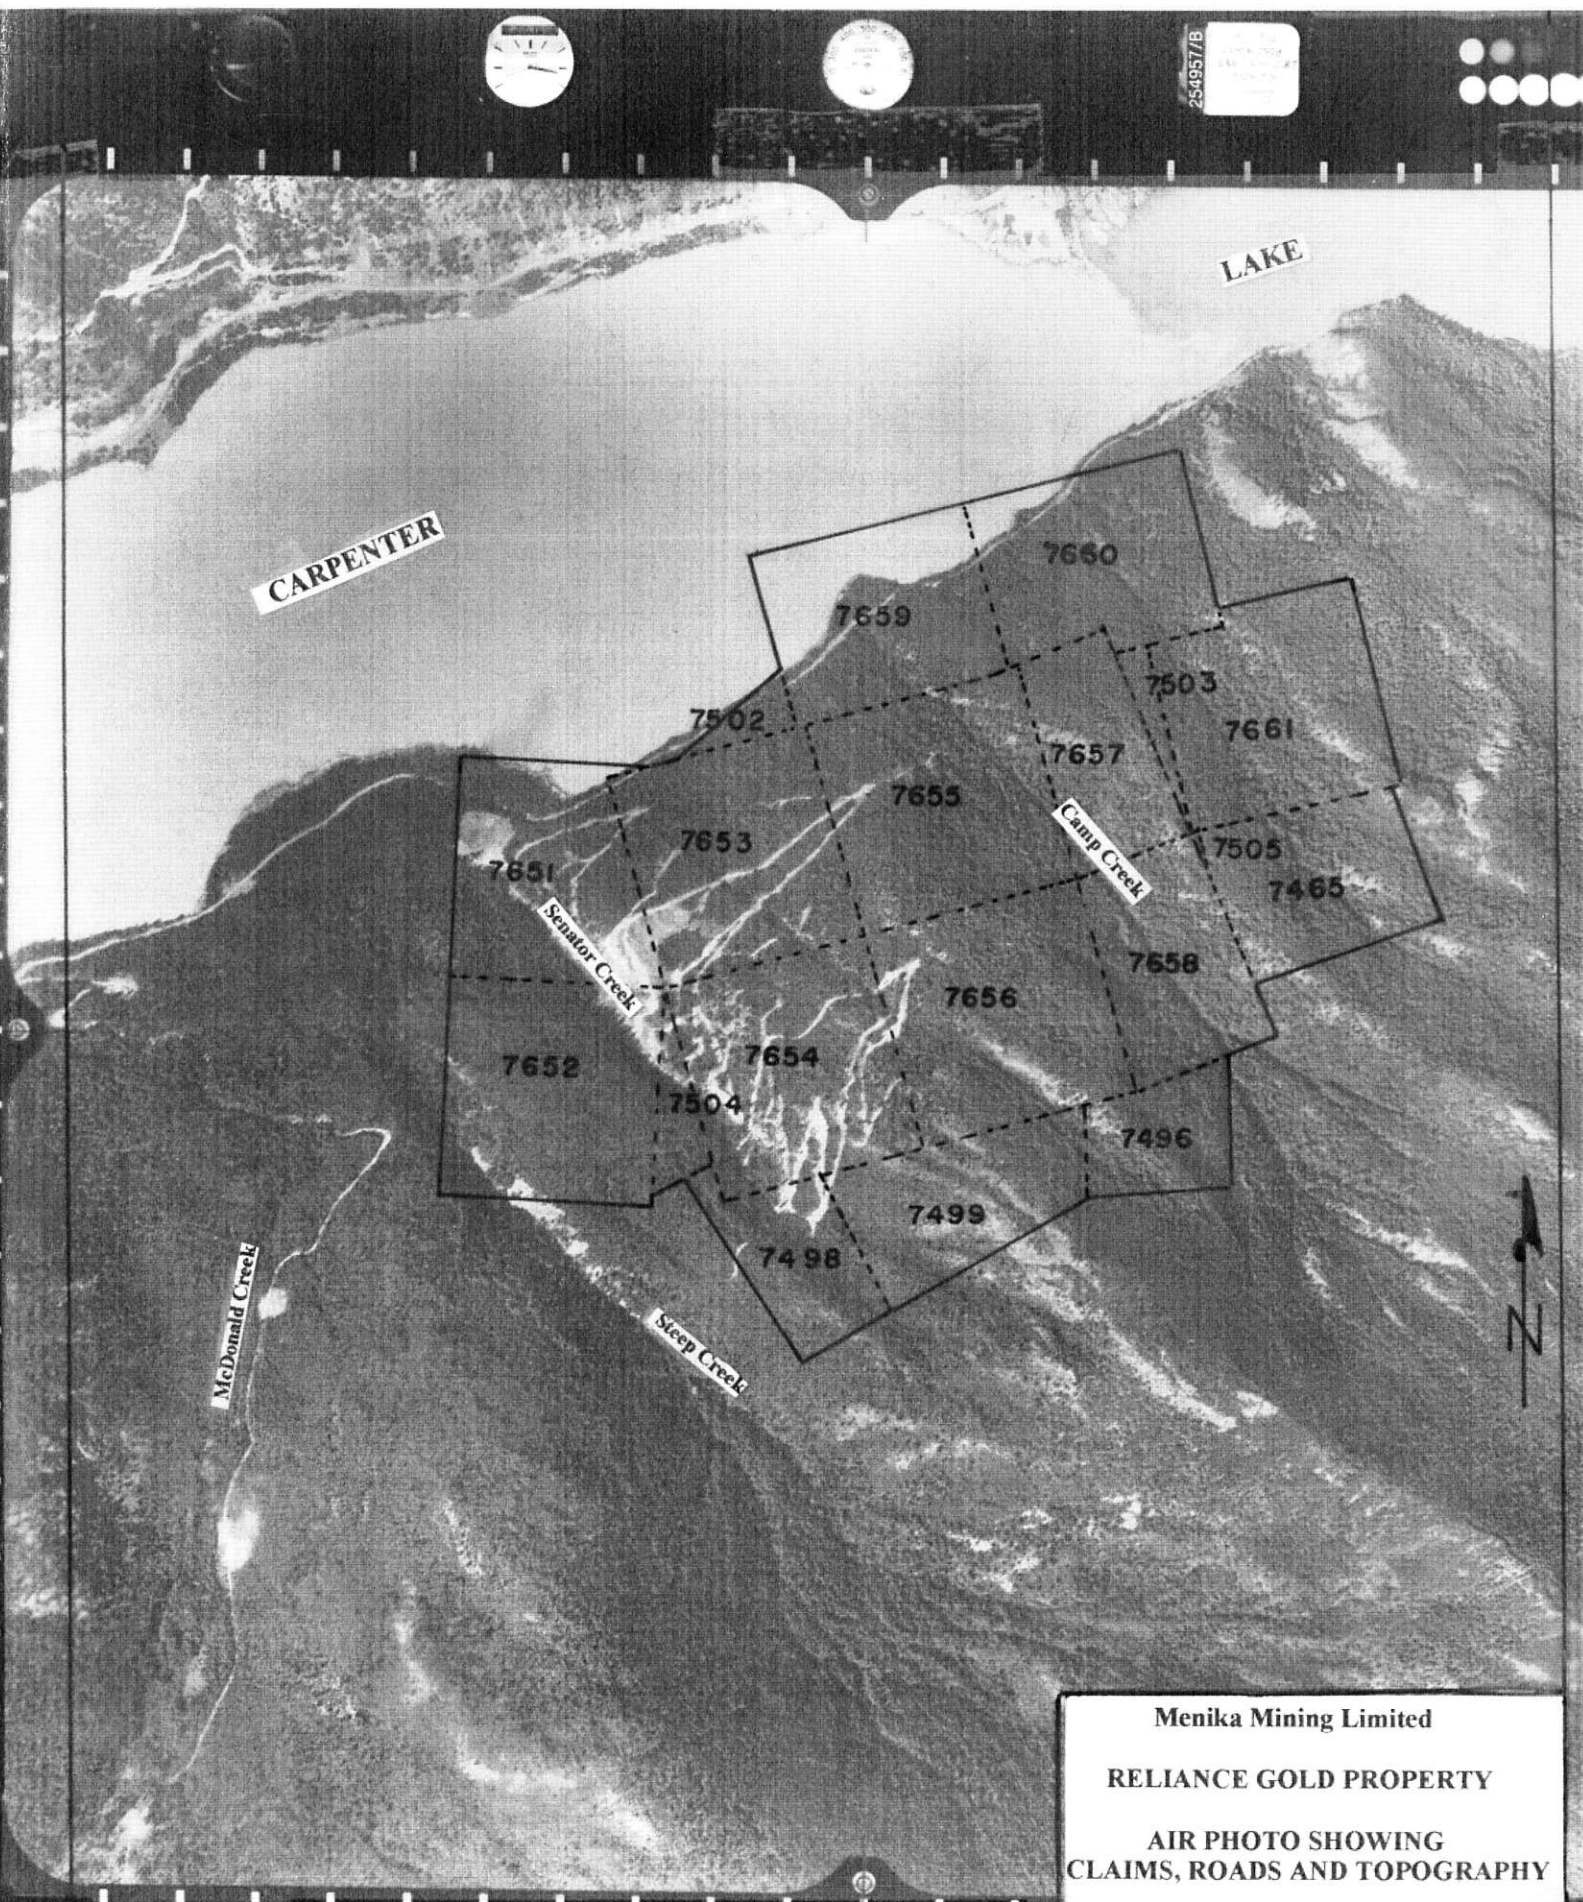 254957/B
LAKE
CARPENTER
7660
7659
7503
7502
7661
7657
7655
Camp Creek
7653
7505
7651
7465
Senator Creek
7658
7656
7654
7652
7504
7496
7499
7498
McDonald Creek
Steep Creek
N
Menika Mining Limited
RELIANCE GOLD PROPERTY
AIR PHOTO SHOWING
CLAIMS, ROADS AND TOPOGRAPHY